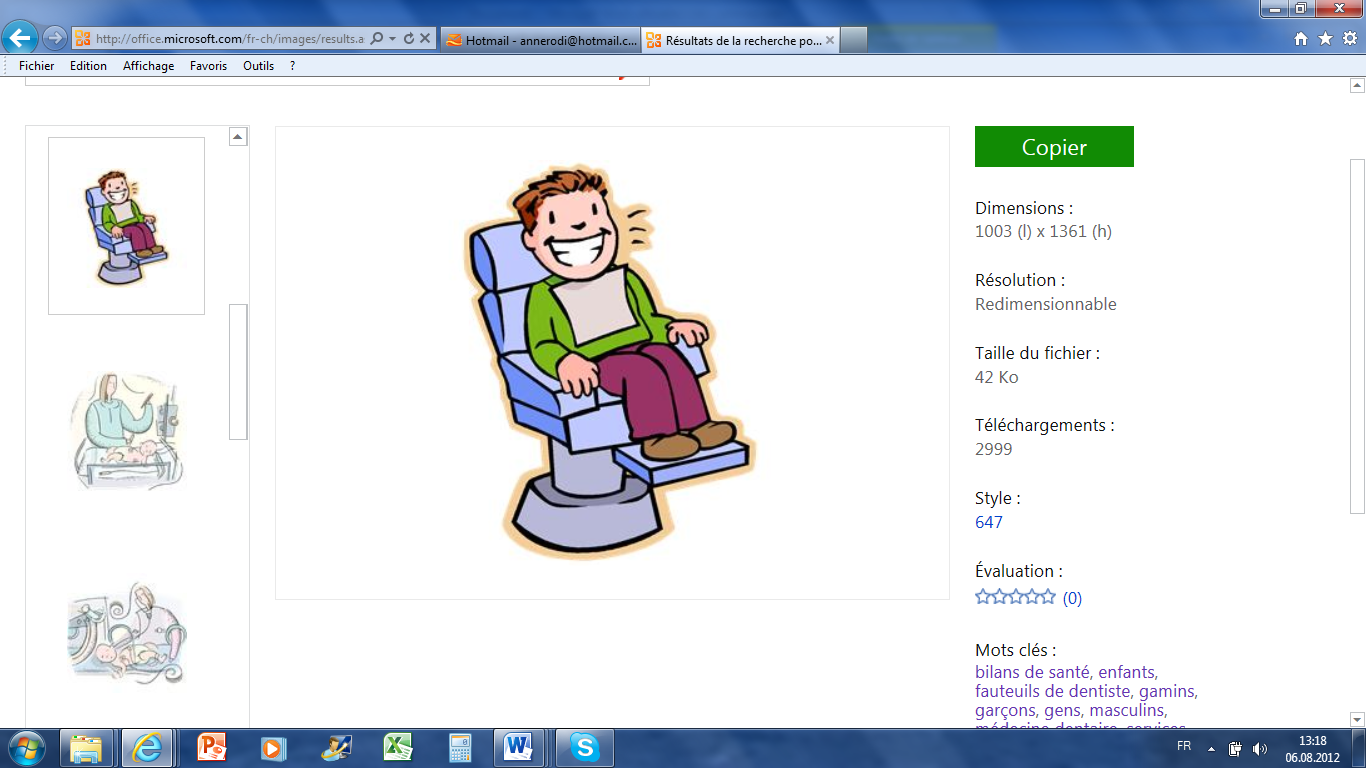 http://office.microsoft.com/fr-ch/images/results.a
Hotmail - annerodi@hotmail.c...
Résultats de la recherche po...
Fichier Edition Affichage Favoris Outils ?
Copier
Dimensions :
1003 (l) x 1361 (h)
Résolution :
Redimensionnable
Taille du fichier :
42 Ko
Téléchargements :
2999
Style :
647
Évaluation :
(0)
Mots clés :
bilans de santé, enfants,
fauteuils de dentiste, gamins,
garçons, gens, masculins,
médecine dentaire, services
FR
13:18
06.08.2012